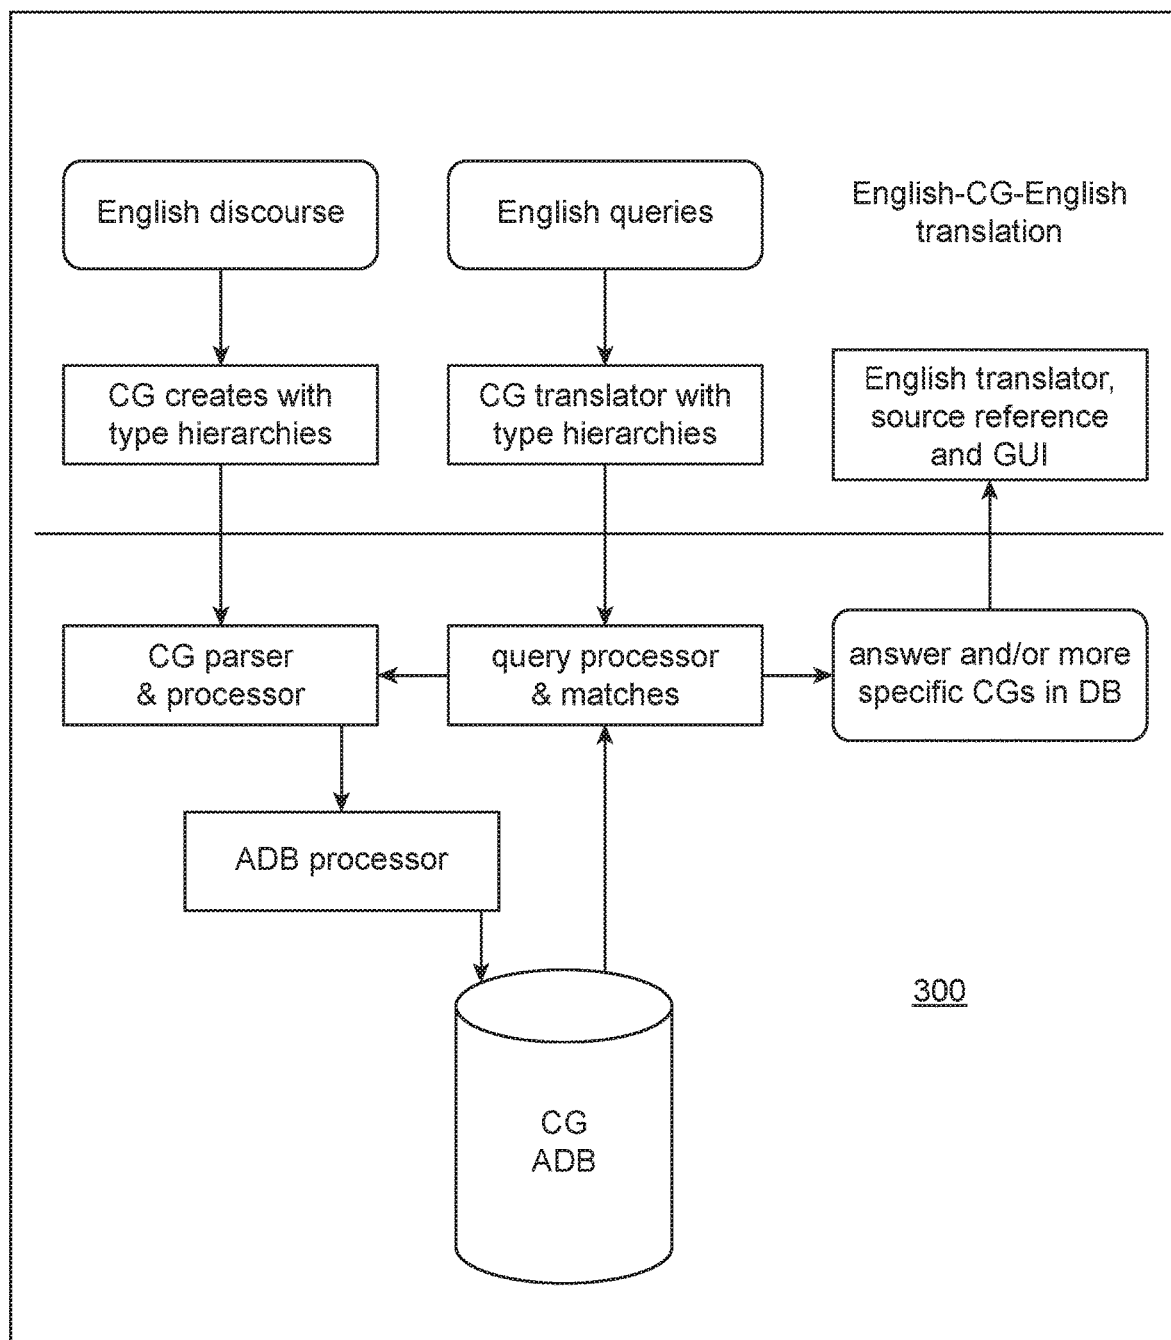 English discourse
English queries
English-CG-English
translation
CG creates with
type hierarchies
CG translator with
type hierarchies
English translator,
source reference
and GUI
CG parser
& processor
query processor
& matches
answer and/or more
specific CGs in DB
ADB processor
300
CG
ADB